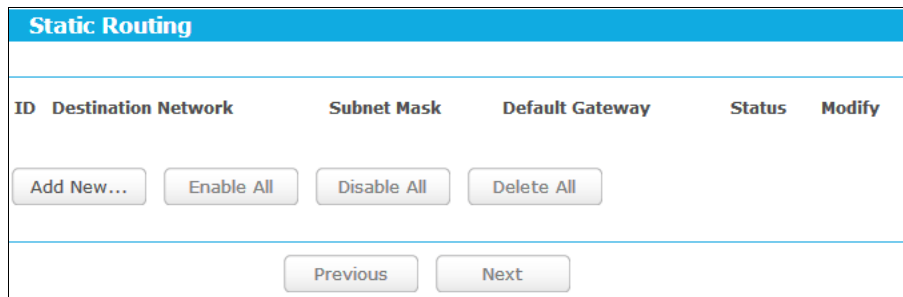 Static Routing
ID Destination Network Subnet Mask Default Gateway Status Modify
Add New... Enable All Disable All Delete All
Previous Next